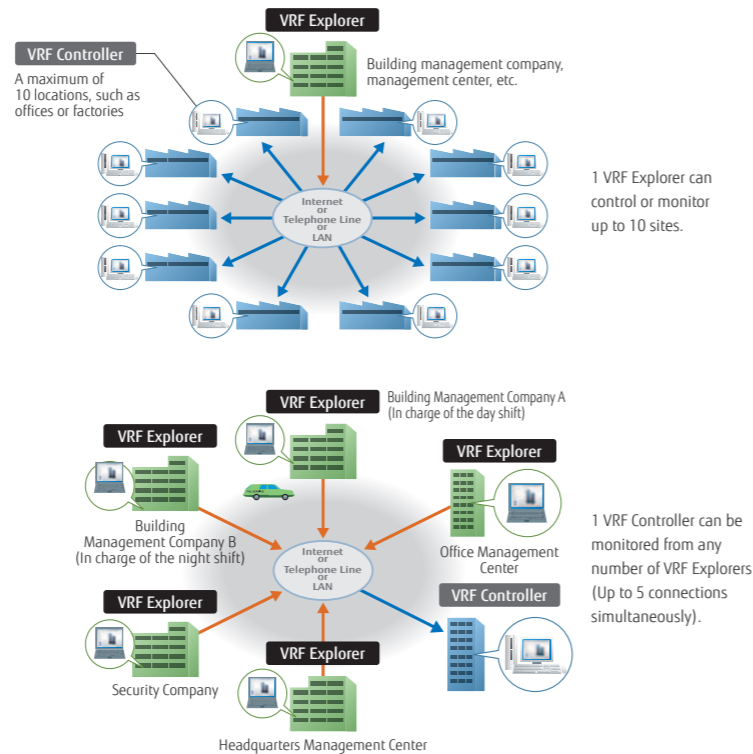 VRF Explorer
VRF Controller
A maximum of
10 locations, such as
offices or factories
Building management company,
management center, etc.
Internet
or
Telephone Line
or
LAN
1 VRF Explorer can
control or monitor
up to 10 sites.
VRF Explorer
Building Management Company A
(In charge of the day shift)
VRF Explorer
Building
Management Company B
(In charge of the night shift)
VRF Explorer
Office Management
Center
Internet
or
Telephone Line
or
LAN
1 VRF Controller can be
monitored from any
number of VRF Explorers
(Up to 5 connections
simultaneously).
VRF Explorer
Security Company
VRF Controller
VRF Explorer
Headquarters Management Center